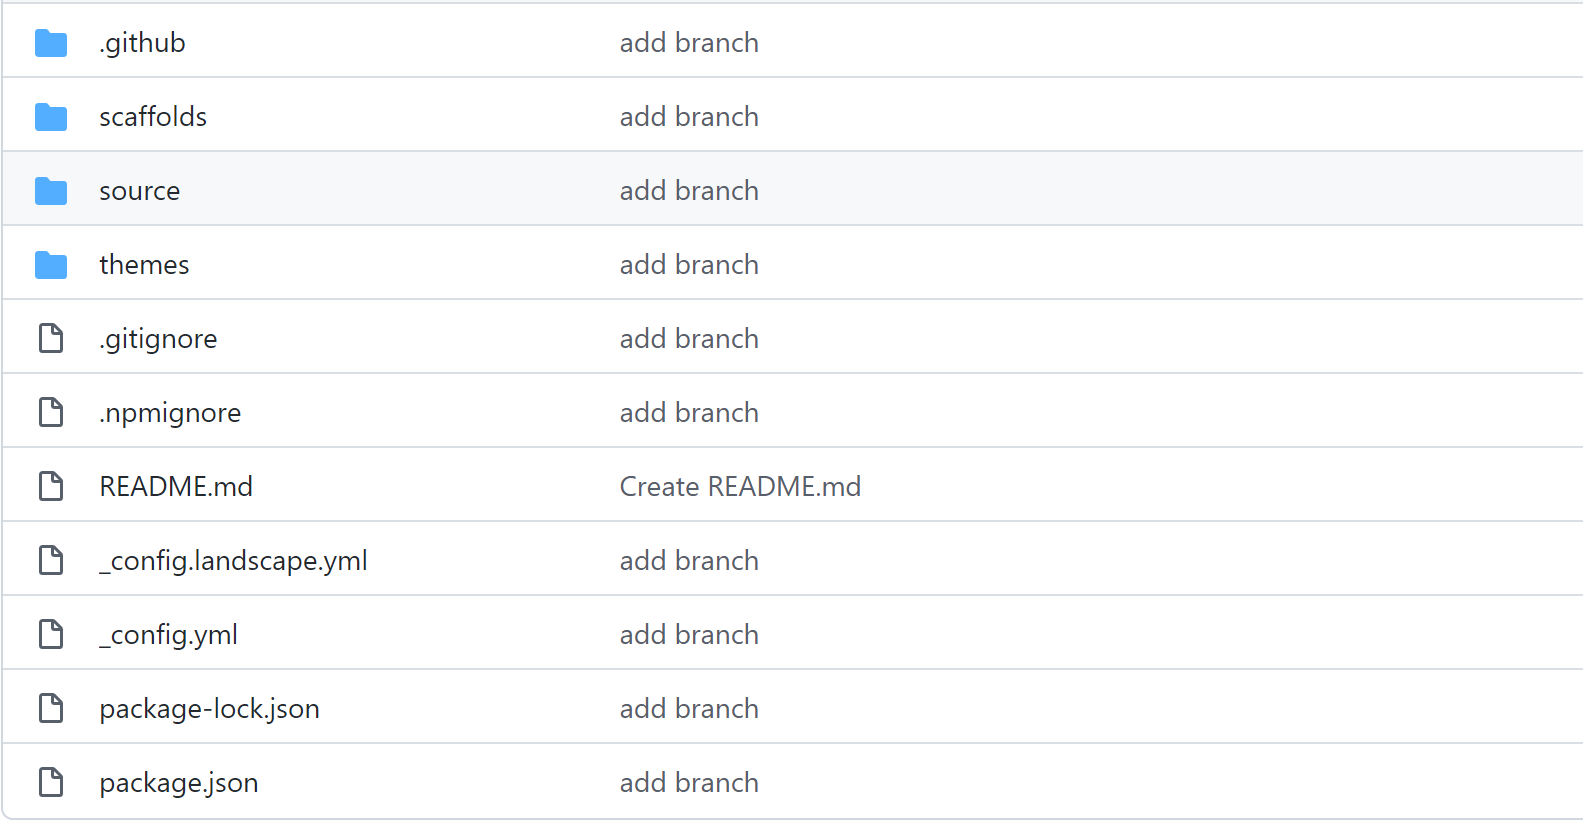 .github add branch
scaffolds add branch
source add branch
themes add branch
.gitignore add branch
.npmignore add branch
README.md Create README.md
_config.landscape.yml add branch
_config.yml add branch
package-lock.json add branch
package.json add branch